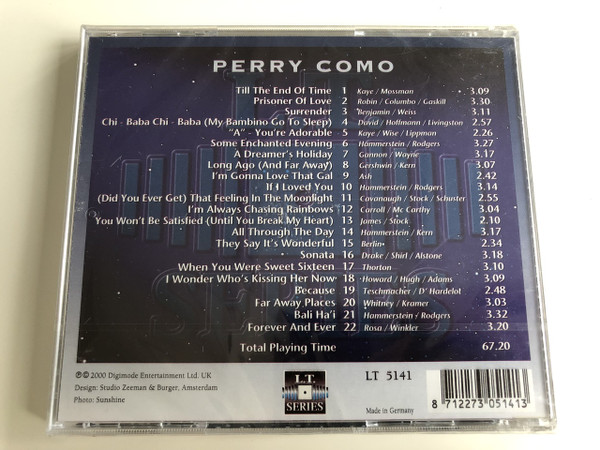 PERRY COMO
Till The End Of Time 1 Kaye / Mossman 3.09
Prisoner Of Love 2 Robin / Columbo / Gaskill 3.30
Surrender 3 Benjamin / Weiss 3.11
Chi - Baba Chi - Baba (My Bambino Go To Sleep) 4 David / Hoffmann / Livingston 2.57
"A" - You're Adorable 5 Kaye / Wise / Lippman 2.26
Some Enchanted Evening 6 Hammerstein / Rodgers 3.27
A Dreamer's Holiday 7 Gannon / Wayne 3.17
Long Ago (And Far Away) 8 Gershwin / Kern 3.07
I'm Gonna Love That Gal 9 Ash 2.42
If I Loved You 10 Hammerstein / Rodgers 3.14
(Did You Ever Get) That Feeling In The Moonlight 11 Cavanaugh / Stock / Schuster 2.55
I'm Always Chasing Rainbows 12 Carroll / Mc Carthy 3.04
You Won't Be Satisfied (Until You Break My Heart) 13 James / Stock 2.10
All Through The Day 14 Hammerstein / Kern 3.17
They Say It's Wonderful 15 Berlin 2.34
Sonata 16 Drake / Shirl / Alstone 3.18
When You Were Sweet Sixteen 17 Thorton 3.10
I Wonder Who's Kissing Her Now 18 Howard / Hugh / Adams 3.09
Because 19 Teschmacher / D' Hardelot 2.48
Far Away Places 20 Whitney / Kramer 3.03
Bali Ha'i 21 Hammerstein / Rodgers 3.32
Forever And Ever 22 Rosa / Winkler 3.20
Total Playing Time 67.20
℗© 2000 Digimode Entertainment Ltd. UK
Design: Studio Zeeman & Burger, Amsterdam
Photo: Sunshine
L.T.
SERIES
LT 5141
Made in Germany
8 712273 051413